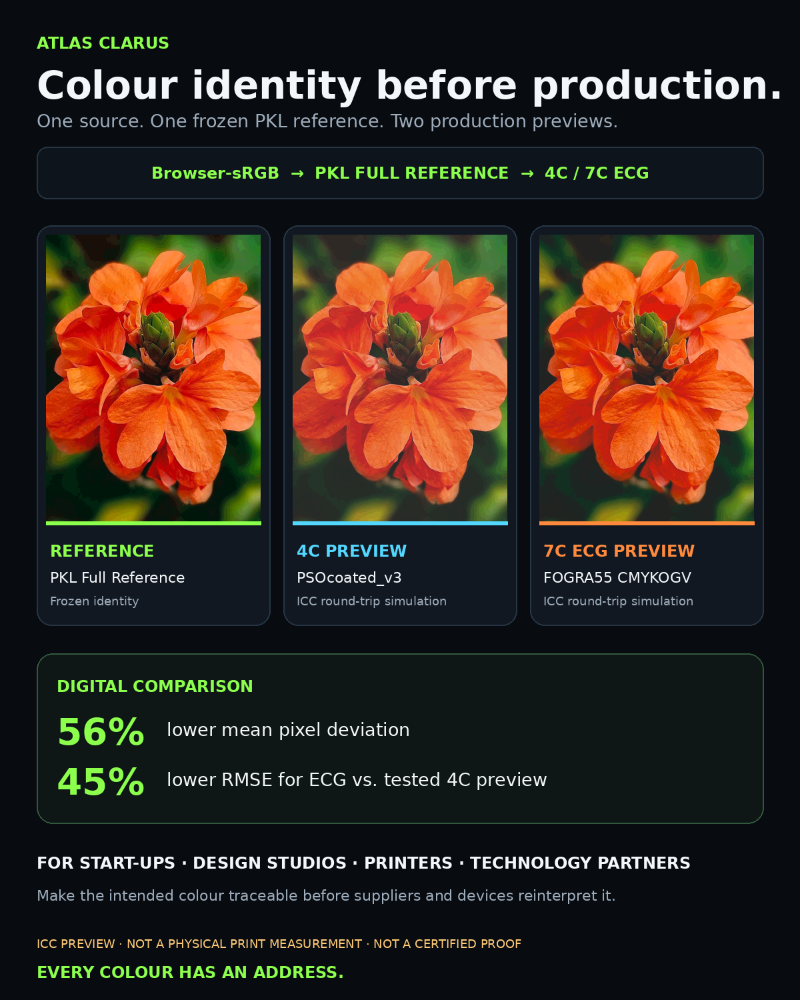 ATLAS CLARUS
Colour identity before production.
One source. One frozen PKL reference. Two production previews.
Browser-sRGB → PKL FULL REFERENCE → 4C / 7C ECG
REFERENCE
PKL Full Reference
Frozen identity
4C PREVIEW
PSOcoated_v3
ICC round-trip simulation
7C ECG PREVIEW
FOGRA55 CMYKOGV
ICC round-trip simulation
DIGITAL COMPARISON
56% lower mean pixel deviation
45% lower RMSE for ECG vs. tested 4C preview
FOR START-UPS · DESIGN STUDIOS · PRINTERS · TECHNOLOGY PARTNERS
Make the intended colour traceable before suppliers and devices reinterpret it.
ICC PREVIEW · NOT A PHYSICAL PRINT MEASUREMENT · NOT A CERTIFIED PROOF
EVERY COLOUR HAS AN ADDRESS.